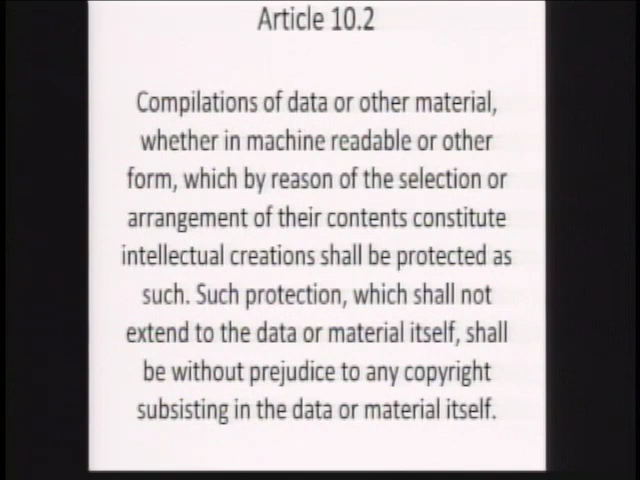 Article 10.2
Compilations of data or other material,
whether in machine readable or other
form, which by reason of the selection or
arrangement of their contents constitute
intellectual creations shall be protected as
such. Such protection, which shall not
extend to the data or material itself, shall
be without prejudice to any copyright
subsisting in the data or material itself.